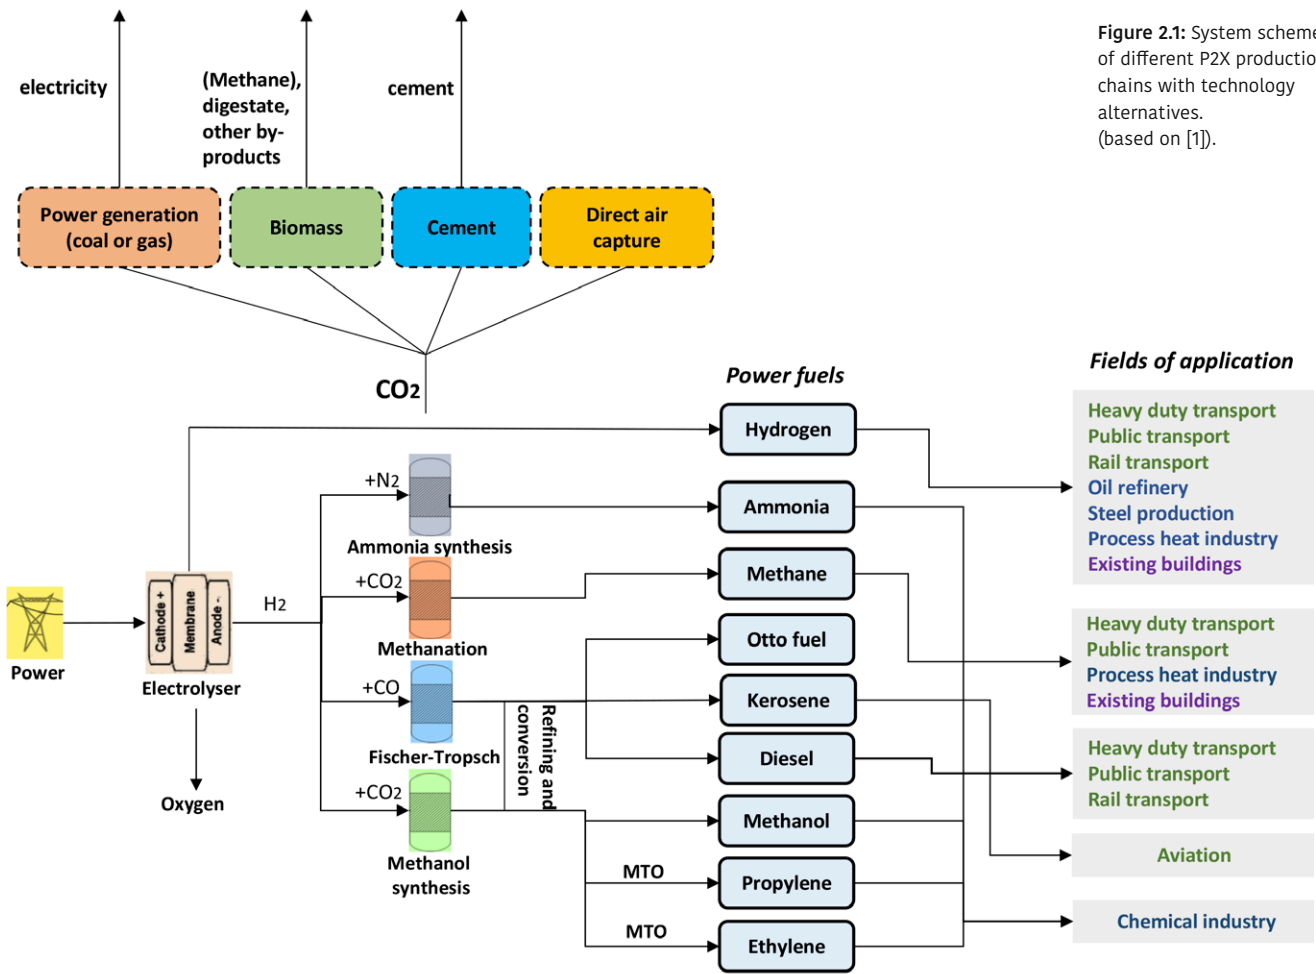 Figure 2.1: System scheme
of different P2X productio
chains with technology
alternatives.
(based on [1]).
electricity
(Methane),
digestate,
other by-
products
cement
Power generation
(coal or gas)
Biomass
Cement
Direct air
capture
CO2
Power fuels
Fields of application
Hydrogen
Ammonia
Methane
Otto fuel
Kerosene
Diesel
Methanol
Propylene
Ethylene
Heavy duty transport
Public transport
Rail transport
Oil refinery
Steel production
Process heat industry
Existing buildings
Heavy duty transport
Public transport
Process heat industry
Existing buildings
Heavy duty transport
Public transport
Rail transport
Aviation
Chemical industry
+N2
Ammonia synthesis
+CO2
Methanation
+CO
Fischer-Tropsch
+CO2
Methanol
synthesis
Refining and
conversion
MTO
MTO
H2
Cathode +
Membrane
Anode -
Power
Electrolyser
Oxygen